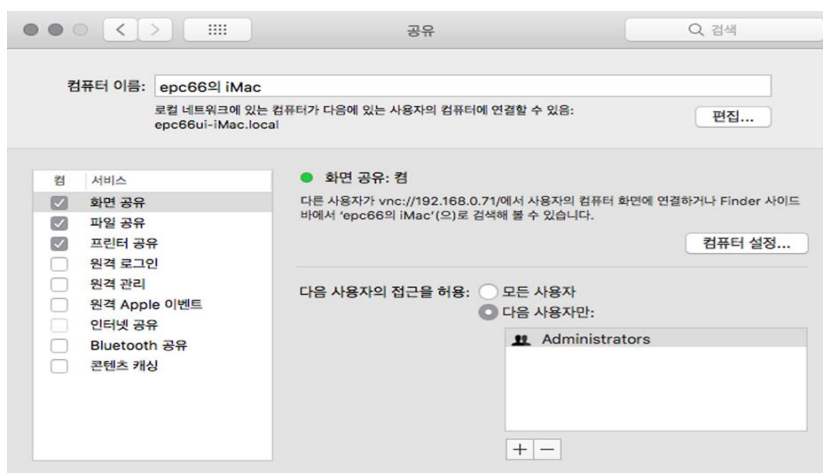 공유
검색
컴퓨터 이름: epc66의 iMac
로컬 네트워크에 있는 컴퓨터가 다음에 있는 사용자의 컴퓨터에 연결할 수 있음:
epc66ui-iMac.local
편집...
켬 서비스
화면 공유
파일 공유
프린터 공유
원격 로그인
원격 관리
원격 Apple 이벤트
인터넷 공유
Bluetooth 공유
콘텐츠 캐싱
화면 공유: 켬
다른 사용자가 vnc://192.168.0.71/에서 사용자의 컴퓨터 화면에 연결하거나 Finder 사이드
바에서 ‘epc66의 iMac’(으)로 검색해 볼 수 있습니다.
컴퓨터 설정...
다음 사용자의 접근을 허용: 모든 사용자
다음 사용자만:
Administrators